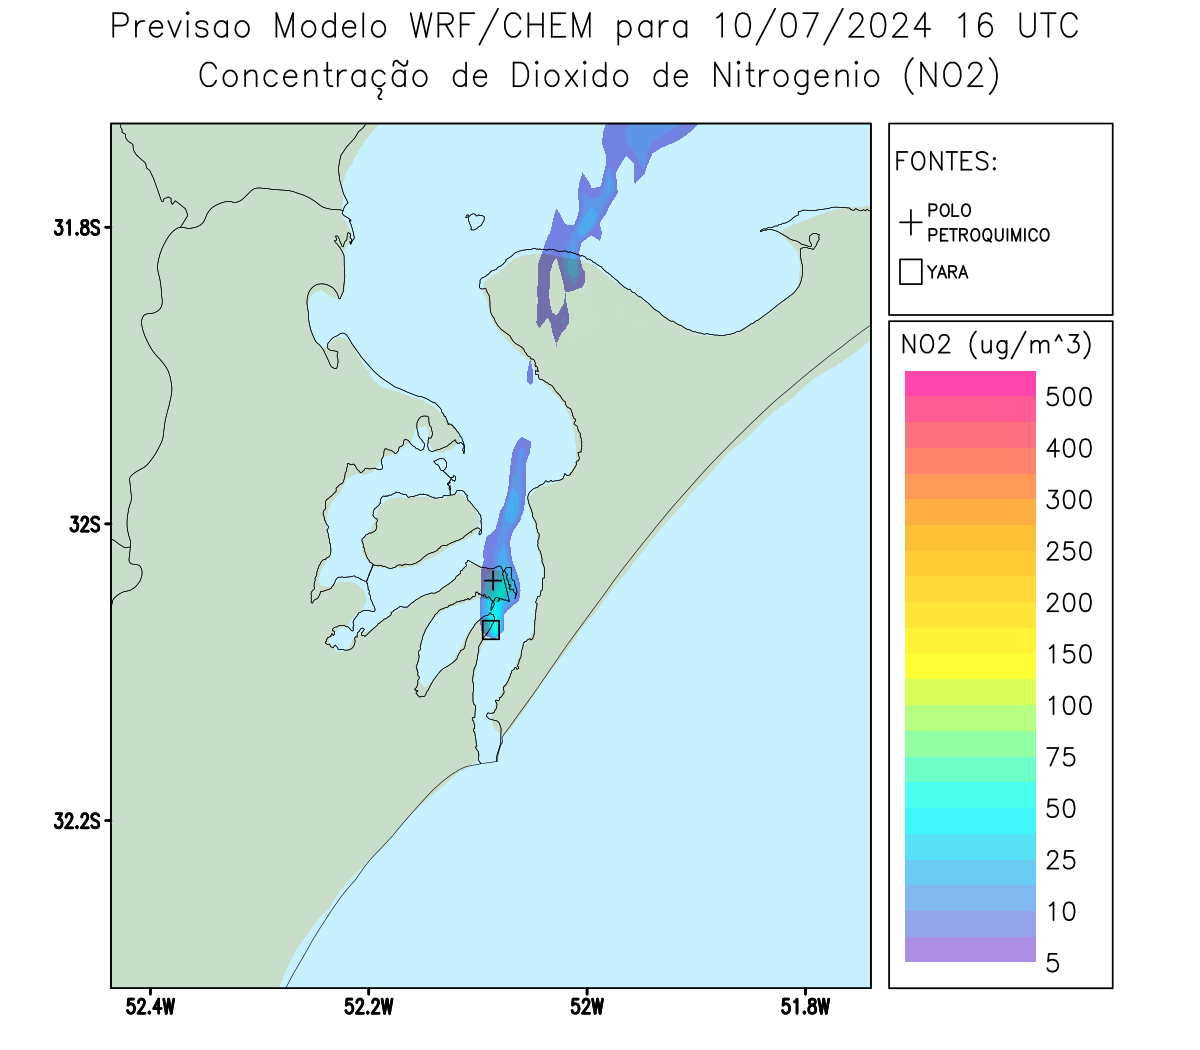 Previsao Modelo WRF/CHEM para 10/07/2024 16 UTC
Concentração de Dioxido de Nitrogenio (NO2)
FONTES:
POLO
PETROQUIMICO
YARA
NO2 (ug/m^3)
500
400
300
250
200
150
100
75
50
25
10
5
31.8S
32S
32.2S
52.4W
52.2W
52W
51.8W